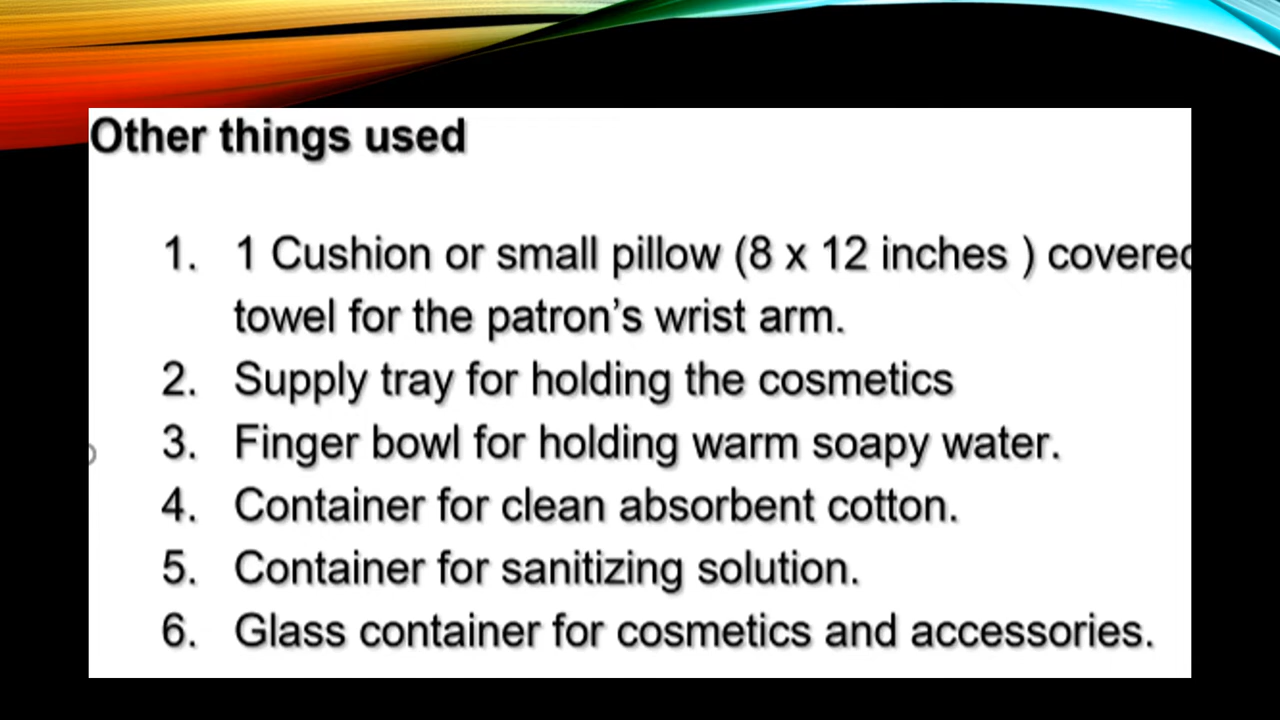 Other things used
1. 1 Cushion or small pillow (8 x 12 inches ) covered
towel for the patron's wrist arm.
2. Supply tray for holding the cosmetics
3. Finger bowl for holding warm soapy water.
4. Container for clean absorbent cotton.
5. Container for sanitizing solution.
6. Glass container for cosmetics and accessories.